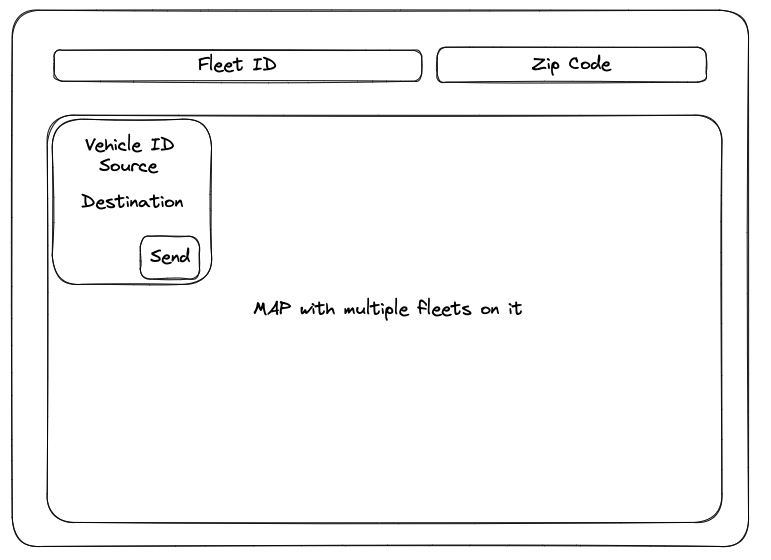 Fleet ID
Zip Code
Vehicle ID
Source
Destination
Send
MAP with multiple fleets on it